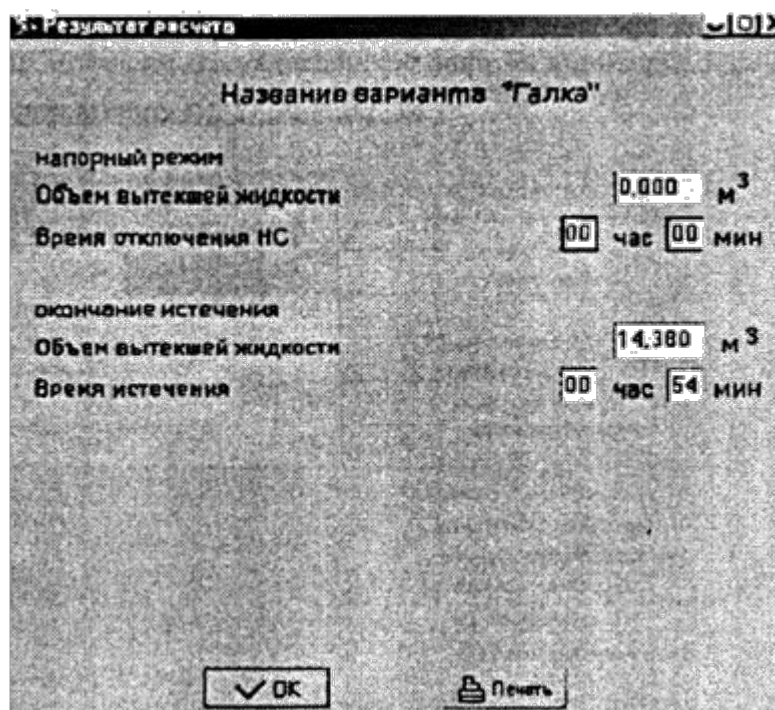 Результат расчета
Название варианта "Галка"
напорный режим
Объем вытекшей жидкости 0,000 м³
Время отключения НС 00 час 00 мин
окончание истечения
Объем вытекшей жидкости 14,380 м³
Время истечения 00 час 54 мин
OK Печать